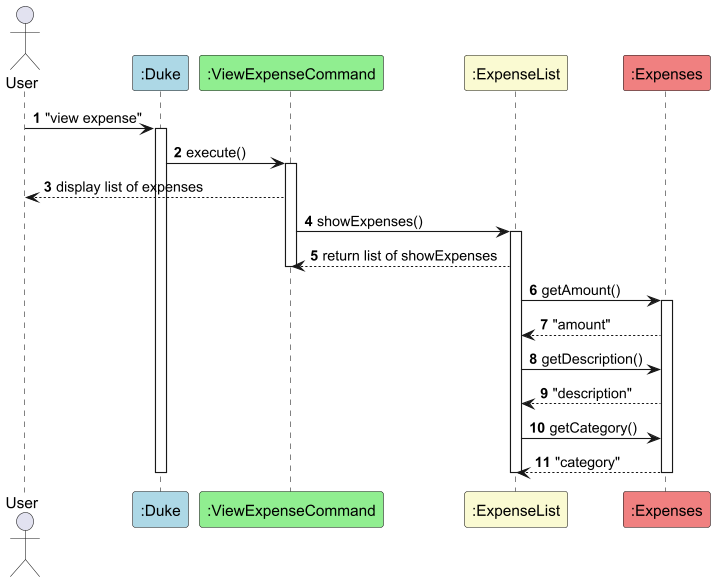 User
:Duke
:ViewExpenseCommand
:ExpenseList
:Expenses
1 "view expense"
2 execute()
3 display list of expenses
4 showExpenses()
5 return list of showExpenses
6 getAmount()
7 "amount"
8 getDescription()
9 "description"
10 getCategory()
11 "category"
User
:Duke
:ViewExpenseCommand
:ExpenseList
:Expenses